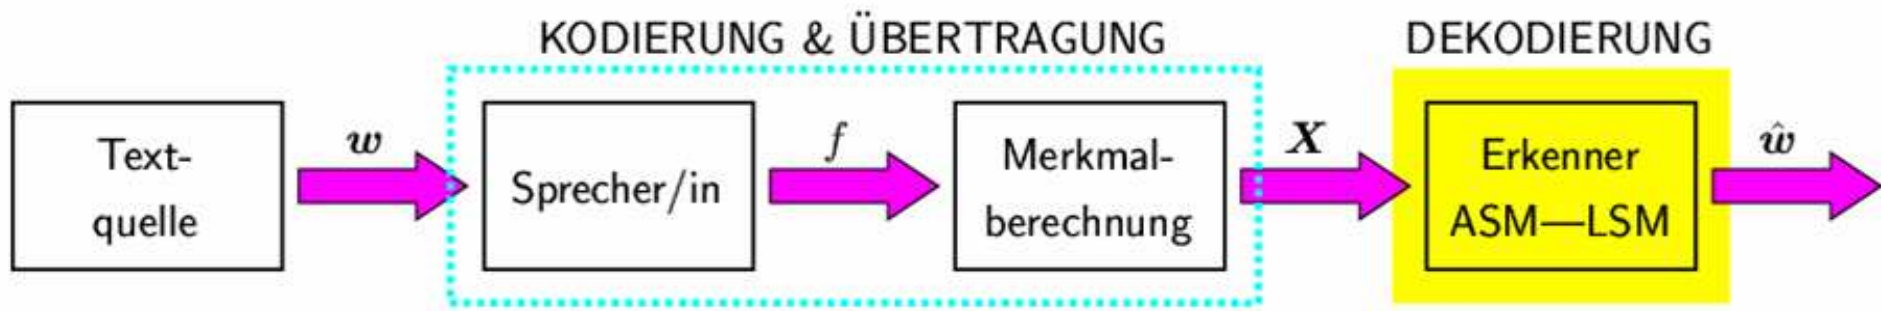 KODIERUNG & ÜBERTRAGUNG
DEKODIERUNG
Text-
quelle
w
Sprecher/in
f
Merkmal-
berechnung
X
Erkenner
ASM—LSM
ŵ